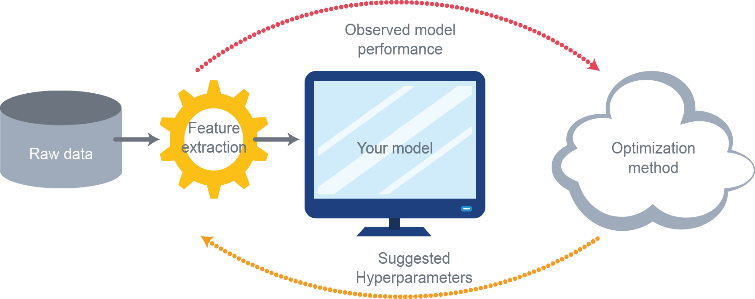 Observed model
performance
Raw data
Feature
extraction
Your model
Optimization
method
Suggested
Hyperparameters